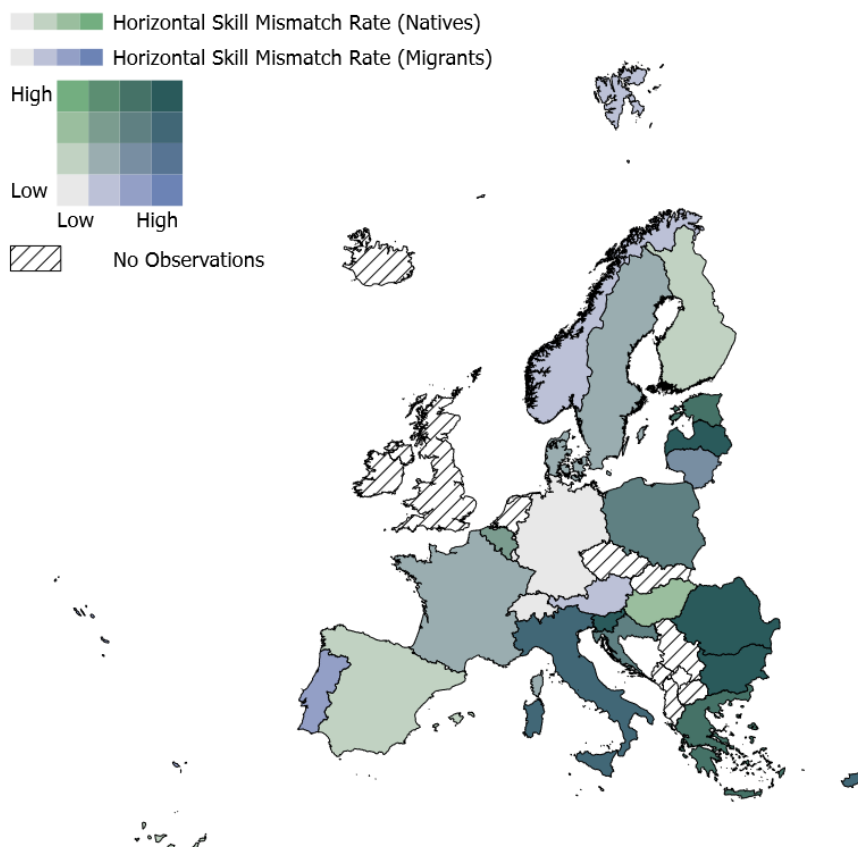 Horizontal Skill Mismatch Rate (Natives)
Horizontal Skill Mismatch Rate (Migrants)
High
Low
Low High
No Observations